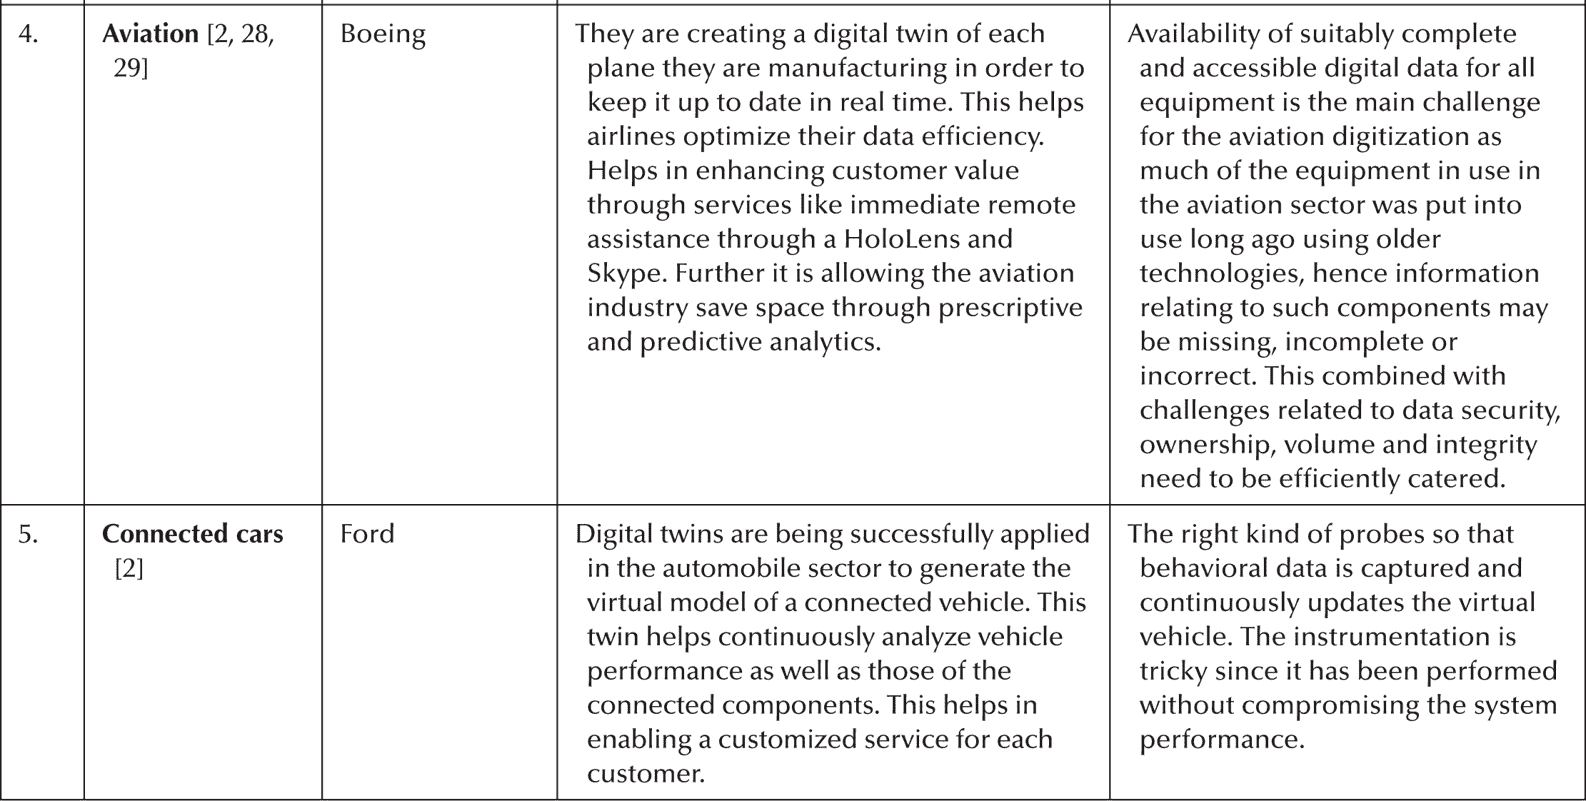 4.
Aviation [2, 28,
29]
Boeing
They are creating a digital twin of each
plane they are manufacturing in order to
keep it up to date in real time. This helps
airlines optimize their data efficiency.
Helps in enhancing customer value
through services like immediate remote
assistance through a HoloLens and
Skype. Further it is allowing the aviation
industry save space through prescriptive
and predictive analytics.
Availability of suitably complete
and accessible digital data for all
equipment is the main challenge
for the aviation digitization as
much of the equipment in use in
the aviation sector was put into
use long ago using older
technologies, hence information
relating to such components may
be missing, incomplete or
incorrect. This combined with
challenges related to data security,
ownership, volume and integrity
need to be efficiently catered.
5.
Connected cars
[2]
Ford
Digital twins are being successfully applied
in the automobile sector to generate the
virtual model of a connected vehicle. This
twin helps continuously analyze vehicle
performance as well as those of the
connected components. This helps in
enabling a customized service for each
customer.
The right kind of probes so that
behavioral data is captured and
continuously updates the virtual
vehicle. The instrumentation is
tricky since it has been performed
without compromising the system
performance.